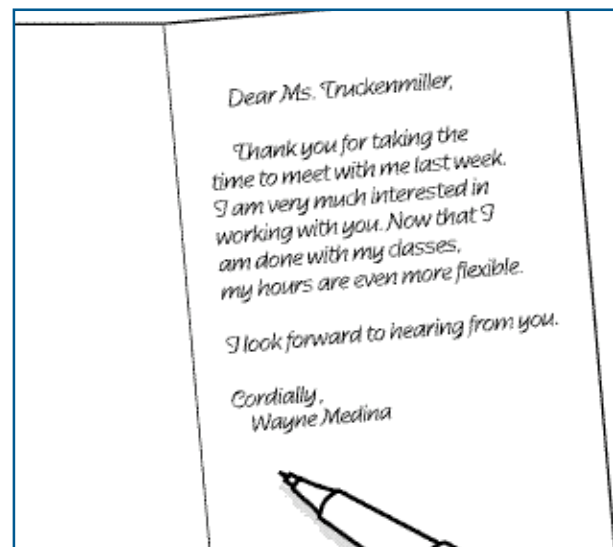 Dear Ms. Truckenmiller,
Thank you for taking the
time to meet with me last week.
I am very much interested in
working with you. Now that I
am done with my classes,
my hours are even more flexible.
I look forward to hearing from you.
Cordially,
Wayne Medina